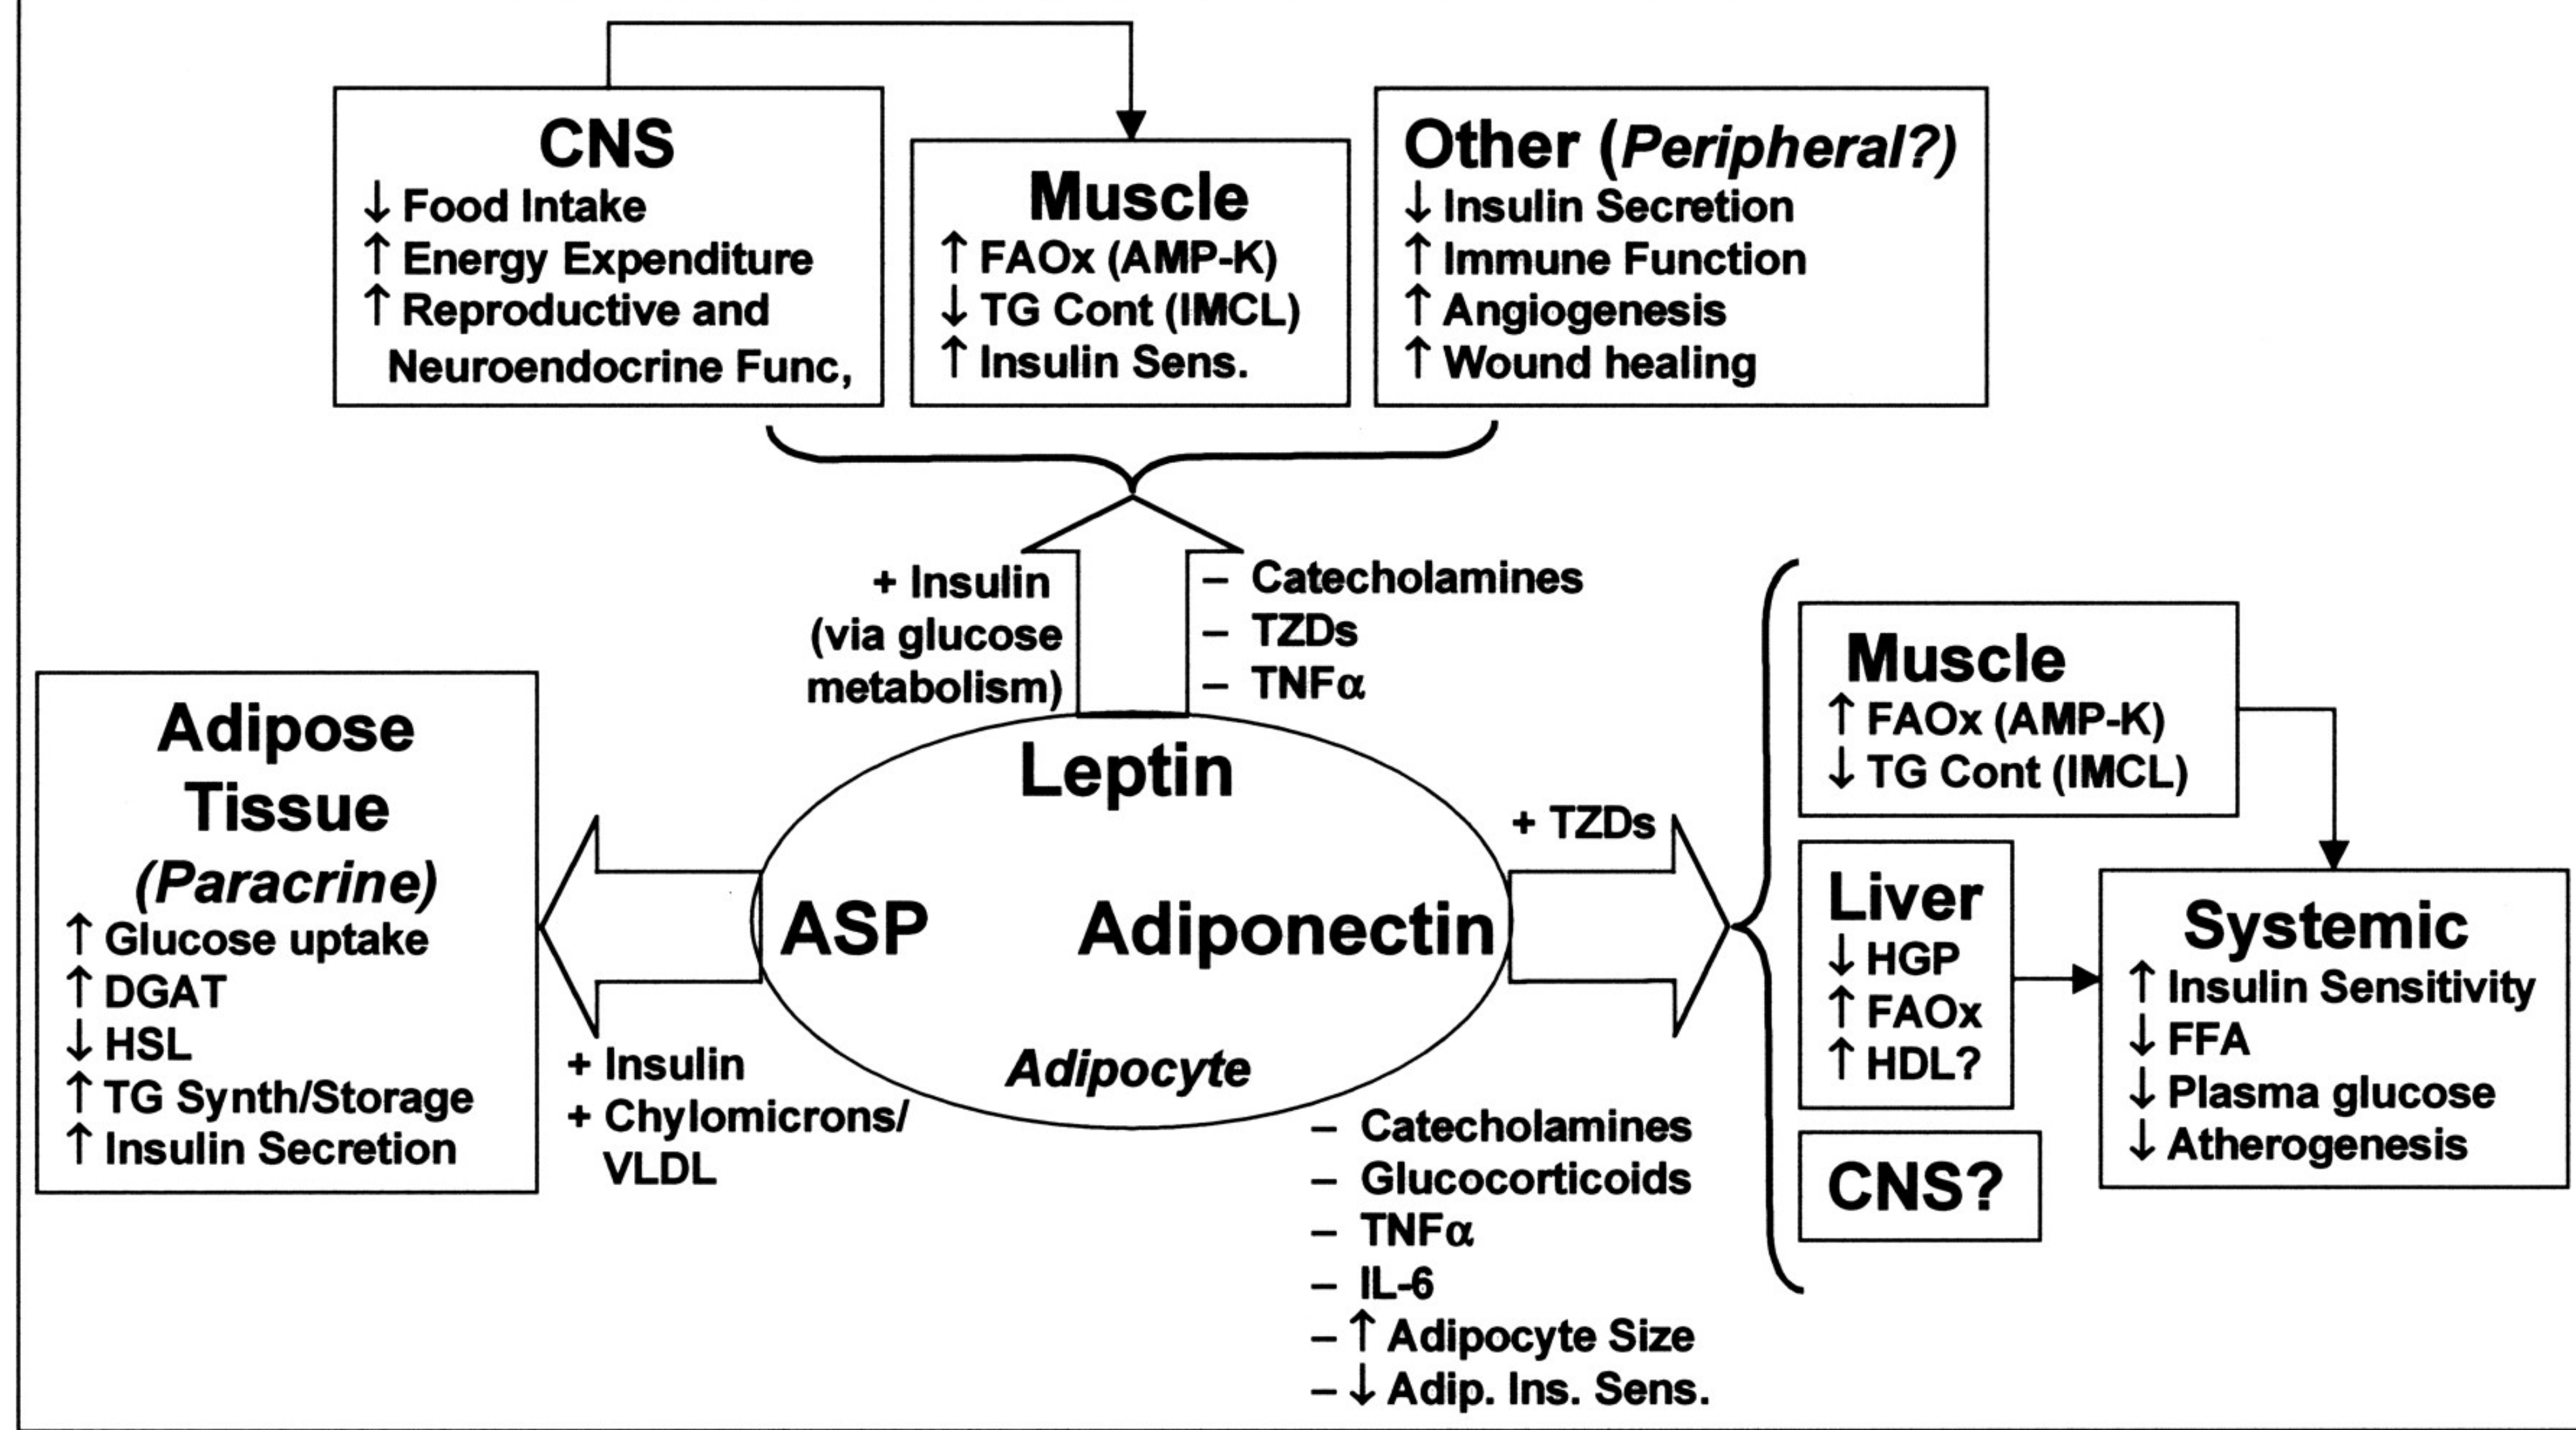 CNS
↓ Food Intake
↑ Energy Expenditure
↑ Reproductive and
Neuroendocrine Func,
Muscle
↑ FAOx (AMP-K)
↓ TG Cont (IMCL)
↑ Insulin Sens.
Other (Peripheral?)
↓ Insulin Secretion
↑ Immune Function
↑ Angiogenesis
↑ Wound healing
+ Insulin
(via glucose
metabolism)
– Catecholamines
– TZDs
– TNFα
Adipose
Tissue
(Paracrine)
↑ Glucose uptake
↑ DGAT
↓ HSL
↑ TG Synth/Storage
↑ Insulin Secretion
+ Insulin
+ Chylomicrons/
VLDL
Leptin
ASP
Adiponectin
Adipocyte
+ TZDs
– Catecholamines
– Glucocorticoids
– TNFα
– IL-6
– ↑ Adipocyte Size
– ↓ Adip. Ins. Sens.
Muscle
↑ FAOx (AMP-K)
↓ TG Cont (IMCL)
Liver
↓ HGP
↑ FAOx
↑ HDL?
CNS?
Systemic
↑ Insulin Sensitivity
↓ FFA
↓ Plasma glucose
↓ Atherogenesis